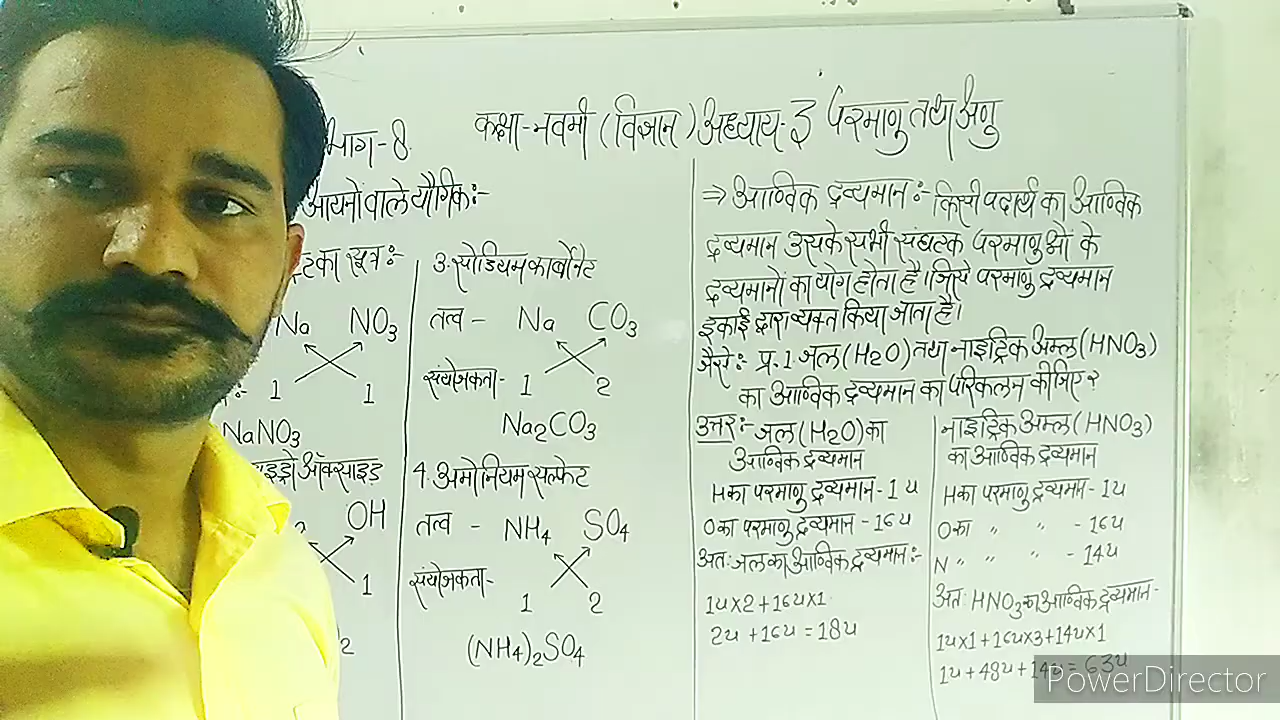 कक्षा-नवमी (विज्ञान) अध्याय-3 परमाणु तथा अणु
भाग-8
आयनों वाले यौगिक:-
का सूत्र:-
Na NO3
1 1
NaNO3
OH
1
2
3. सोडियम कार्बोनेट
तत्व - Na CO3
संयोजकता- 1 2
Na2CO3
4. अमोनियम सल्फेट
तत्व - NH4 SO4
संयोजकता- 1 2
(NH4)2SO4
⇒ आण्विक द्रव्यमान:- किसी पदार्थ का आण्विक
द्रव्यमान उसके सभी संघटक परमाणुओं के
द्रव्यमानों का योग होता है। जिसे परमाणु द्रव्यमान
इकाई द्वारा व्यक्त किया जाता है।
जैसे: प्र. 1 जल (H2O) तथा नाइट्रिक अम्ल (HNO3)
का आण्विक द्रव्यमान का परिकलन कीजिए?
उत्तर:- जल (H2O) का
आण्विक द्रव्यमान
H का परमाणु द्रव्यमान - 1u
O का परमाणु द्रव्यमान - 16u
अत: जल का आण्विक द्रव्यमान:-
1u×2+16u×1
2u+16u=18u
नाइट्रिक अम्ल (HNO3)
का आण्विक द्रव्यमान
H का परमाणु द्रव्यमान - 1u
O का " " - 16u
N " " " - 14u
अत: HNO3 का आण्विक द्रव्यमान-
1u×1+16u×3+14u×1
1u+48u+14u=63u
PowerDirector